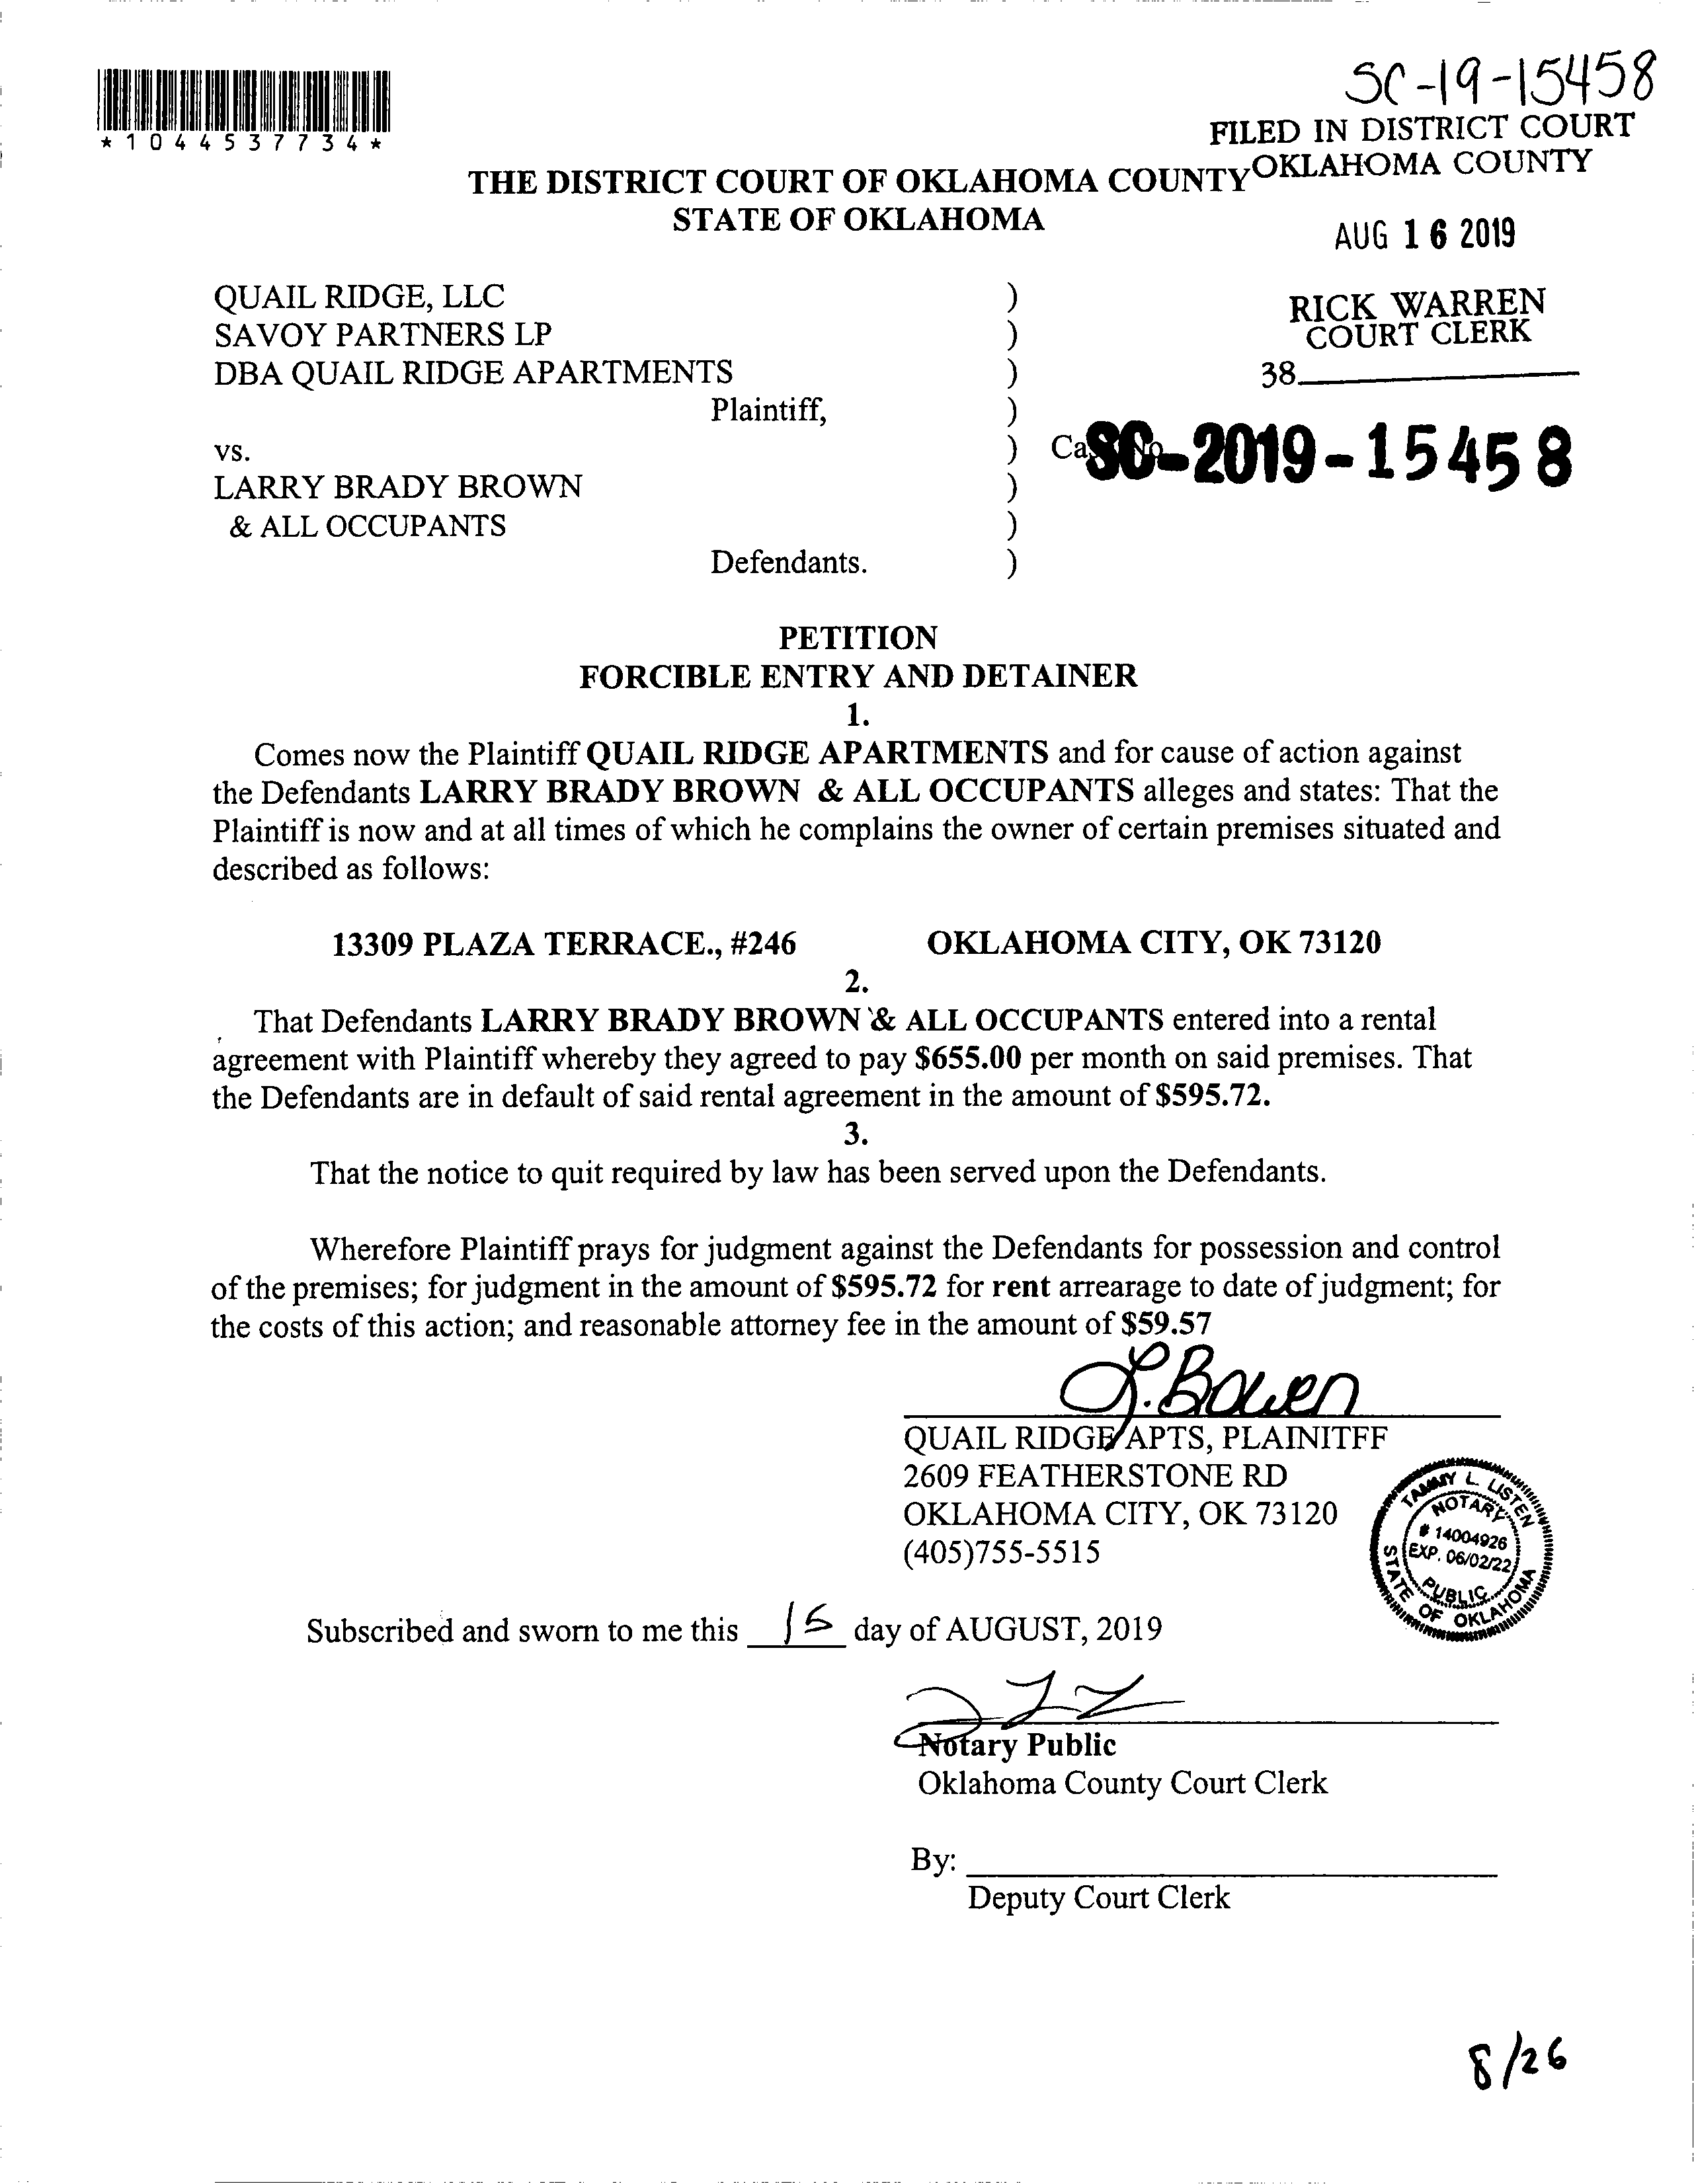 SC-19-15458
*1044537734*
FILED IN DISTRICT COURT
OKLAHOMA COUNTY
THE DISTRICT COURT OF OKLAHOMA COUNTY
STATE OF OKLAHOMA
AUG 16 2019
QUAIL RIDGE, LLC )
SAVOY PARTNERS LP )
DBA QUAIL RIDGE APARTMENTS )
Plaintiff, )
RICK WARREN
COURT CLERK
38
vs. )
Case No.
SC-2019-15458
LARRY BRADY BROWN )
& ALL OCCUPANTS )
Defendants. )
PETITION
FORCIBLE ENTRY AND DETAINER
1.
Comes now the Plaintiff QUAIL RIDGE APARTMENTS and for cause of action against
the Defendants LARRY BRADY BROWN & ALL OCCUPANTS alleges and states: That the
Plaintiff is now and at all times of which he complains the owner of certain premises situated and
described as follows:
13309 PLAZA TERRACE., #246 OKLAHOMA CITY, OK 73120
2.
That Defendants LARRY BRADY BROWN & ALL OCCUPANTS entered into a rental
agreement with Plaintiff whereby they agreed to pay $655.00 per month on said premises. That
the Defendants are in default of said rental agreement in the amount of $595.72.
3.
That the notice to quit required by law has been served upon the Defendants.
Wherefore Plaintiff prays for judgment against the Defendants for possession and control
of the premises; for judgment in the amount of $595.72 for rent arrearage to date of judgment; for
the costs of this action; and reasonable attorney fee in the amount of $59.57
L. Bowen
QUAIL RIDGE APTS, PLAINITFF
2609 FEATHERSTONE RD
OKLAHOMA CITY, OK 73120
(405)755-5515
TAMMY L. LISTEN
NOTARY
# 14004926
EXP. 06/02/22
PUBLIC
STATE OF OKLAHOMA
Subscribed and sworn to me this 15 day of AUGUST, 2019
Notary Public
Oklahoma County Court Clerk
By:
Deputy Court Clerk
8/26